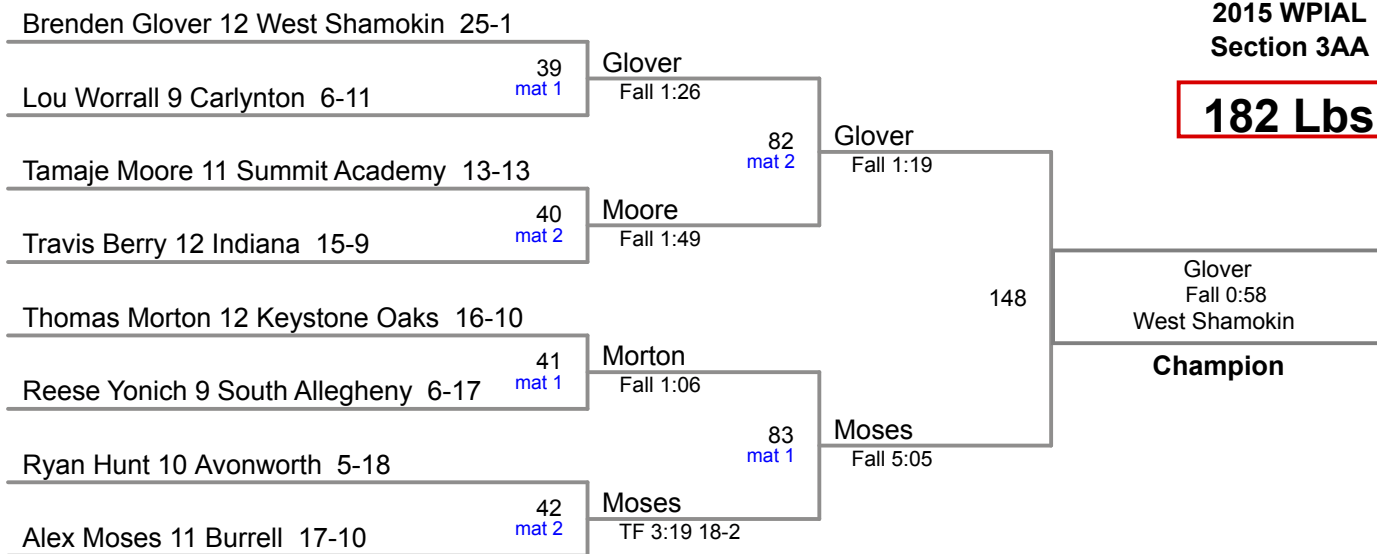 2015 WPIAL
Section 3AA
182 Lbs
Brenden Glover 12 West Shamokin 25-1
39
mat 1
Glover
Fall 1:26
Lou Worrall 9 Carlynton 6-11
82
mat 2
Glover
Fall 1:19
Tamaje Moore 11 Summit Academy 13-13
40
mat 2
Moore
Fall 1:49
Travis Berry 12 Indiana 15-9
148
Glover
Fall 0:58
West Shamokin
Champion
Thomas Morton 12 Keystone Oaks 16-10
41
mat 1
Morton
Fall 1:06
Reese Yonich 9 South Allegheny 6-17
83
mat 1
Moses
Fall 5:05
Ryan Hunt 10 Avonworth 5-18
42
mat 2
Moses
TF 3:19 18-2
Alex Moses 11 Burrell 17-10